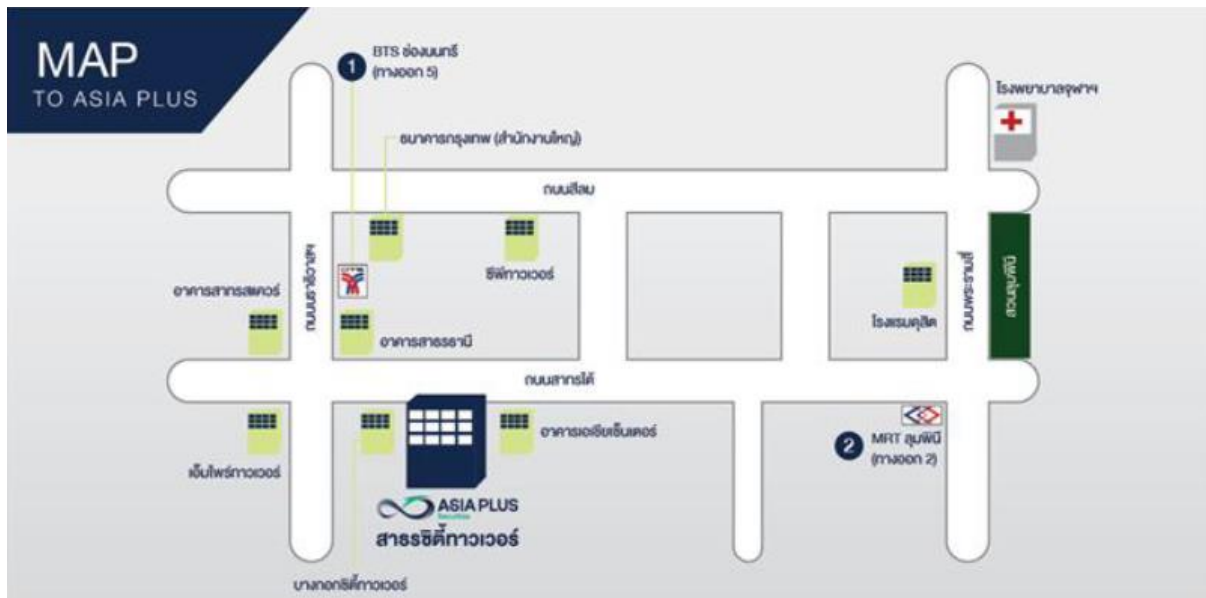 MAP
TO ASIA PLUS
1
BTS ช่องนนทรี
(ทางออก 5)
ธนาคารกรุงเทพ (สำนักงานใหญ่)
โรงพยาบาลจุฬาฯ
ถนนสีลม
ถนนนราธิวาสฯ
ซีพีทาวเวอร์
อาคารสาทรสแควร์
อาคารสาธรธานี
โรงแรมดุสิต
ถนนพระรามสี่
สวนลุมพินี
ถนนสาทรใต้
เอ็มไพร์ทาวเวอร์
อาคารเอเชียเซ็นเตอร์
2
MRT ลุมพินี
(ทางออก 2)
ASIA PLUS
Securities
สาธรซิตี้ทาวเวอร์
บางกอกซิตี้ทาวเวอร์